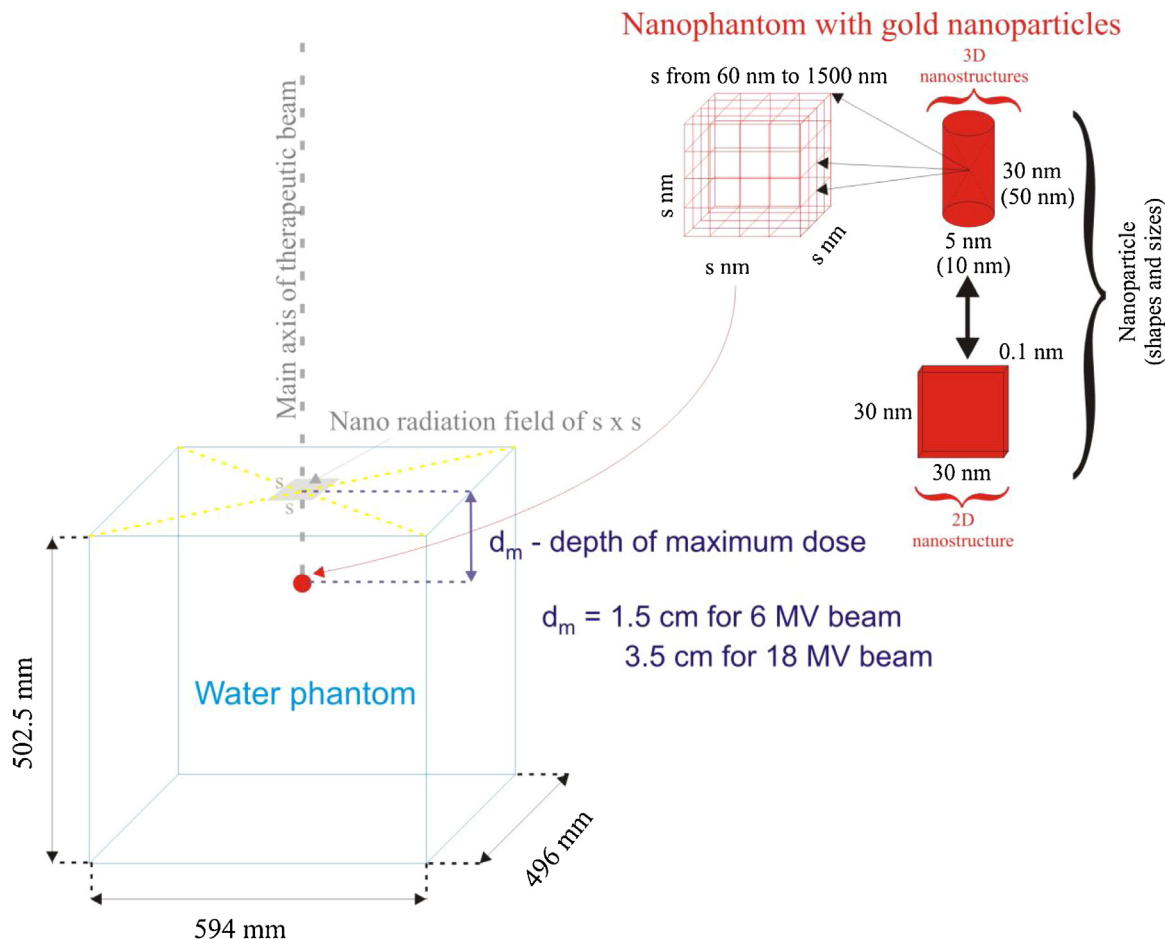 Nanophantom with gold nanoparticles
3D
nanostructures
s from 60 nm to 1500 nm
30 nm
(50 nm)
s nm
s nm
s nm
5 nm
(10 nm)
Nanoparticle
(shapes and sizes)
0.1 nm
30 nm
30 nm
2D
nanostructure
Main axis of therapeutic beam
Nano radiation field of s x s
s
s
dm - depth of maximum dose
dm = 1.5 cm for 6 MV beam
3.5 cm for 18 MV beam
Water phantom
502.5 mm
496 mm
594 mm